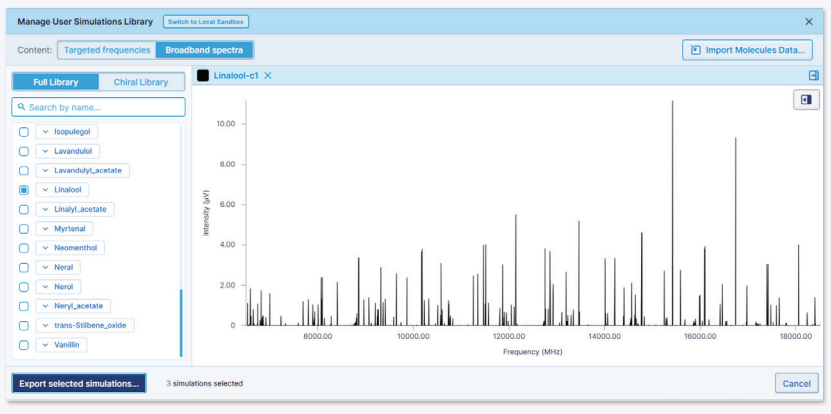 Manage User Simulations Library Switch to Local Sandbox
Content: Targeted frequencies Broadband spectra Import Molecules Data...
Full Library Chiral Library
Linalool-c1
Search by name...
Isopulegol
Lavandulol
Lavandulyl_acetate
Linalool
Linalyl_acetate
Myrtenal
Neomenthol
Neral
Nerol
Neryl_acetate
trans-Stilbene_oxide
Vanillin
Intensity (µV)
10.00
8.00
6.00
4.00
2.00
0
8000.00 10000.00 12000.00 14000.00 16000.00 18000.00
Frequency (MHz)
Export selected simulations... 3 simulations selected Cancel